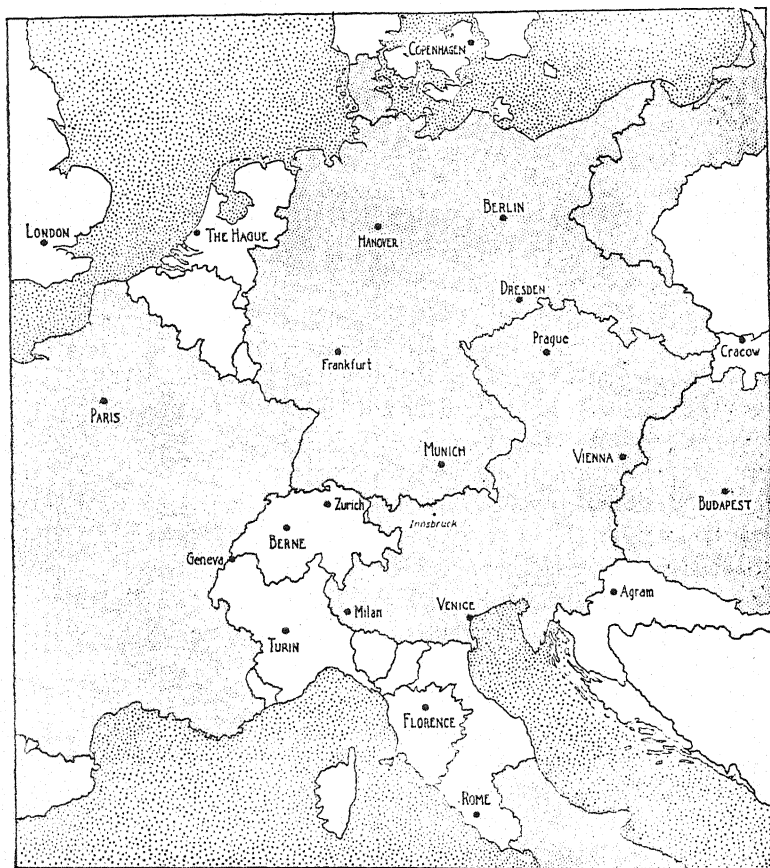 COPENHAGEN
LONDON
THE HAGUE
HANOVER
BERLIN
DRESDEN
Prague
Cracow
Frankfurt
PARIS
MUNICH
VIENNA
BUDAPEST
Zurich
Innsbruck
BERNE
Geneva
Agram
Milan
VENICE
TURIN
FLORENCE
ROME